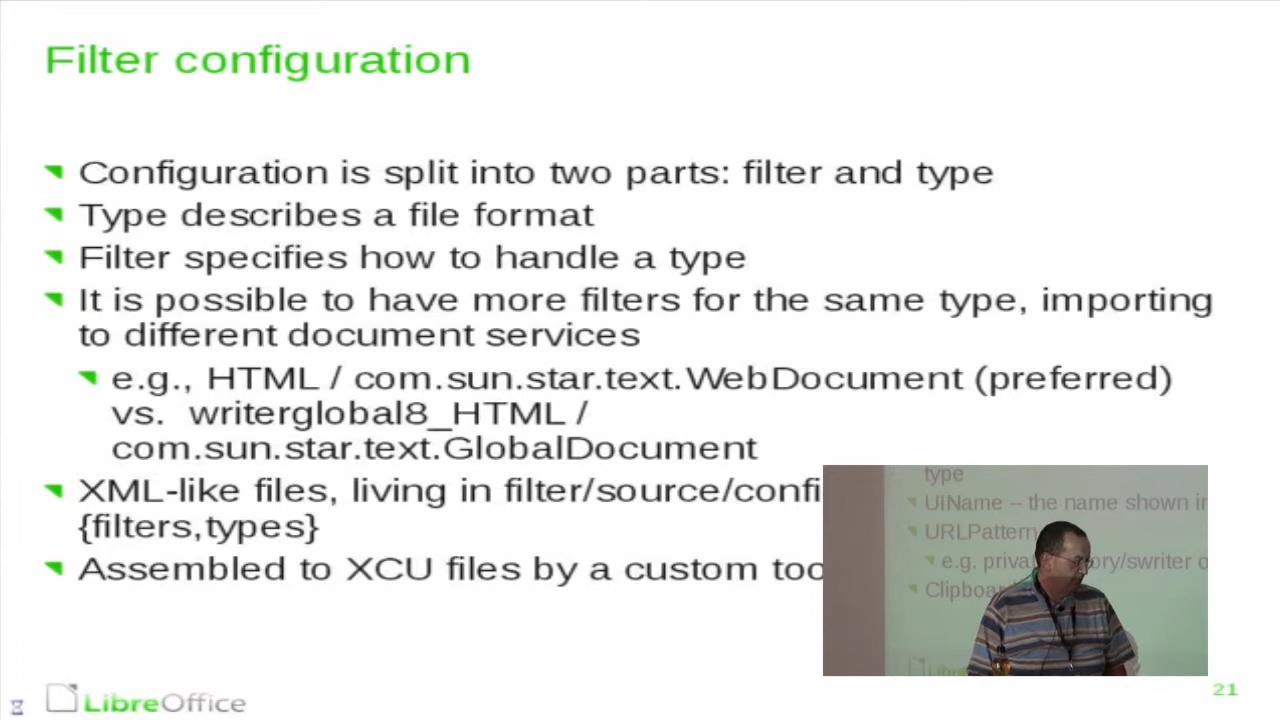 Filter configuration
Configuration is split into two parts: filter and type
Type describes a file format
Filter specifies how to handle a type
It is possible to have more filters for the same type, importing
to different document services
e.g., HTML / com.sun.star.text.WebDocument (preferred)
vs. writerglobal8_HTML /
com.sun.star.text.GlobalDocument
XML-like files, living in filter/source/confi
{filters,types}
Assembled to XCU files by a custom too
type
UIName – the name shown in
URLPattern
e.g. priva ory/swriter o
Clipboar
Libre
LibreOffice
21